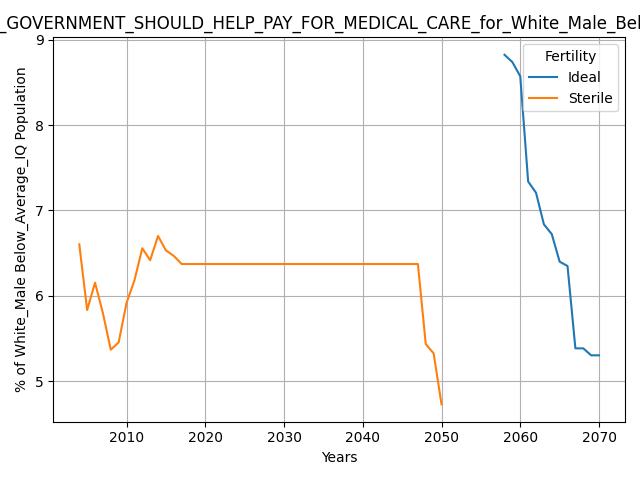 _GOVERNMENT_SHOULD_HELP_PAY_FOR_MEDICAL_CARE_for_White_Male_Bel
9
8
7
6
5
% of White_Male Below_Average_IQ Population
Fertility
Ideal
Sterile
2010 2020 2030 2040 2050 2060 2070
Years